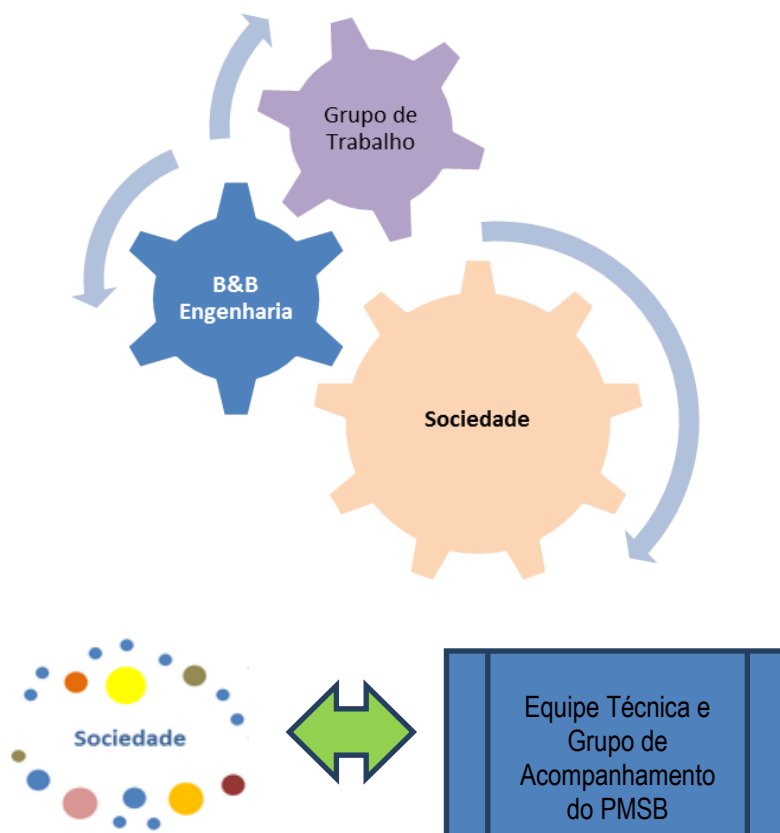 Grupo de
Trabalho
B&B
Engenharia
Sociedade
Sociedade
Equipe Técnica e
Grupo de
Acompanhamento
do PMSB